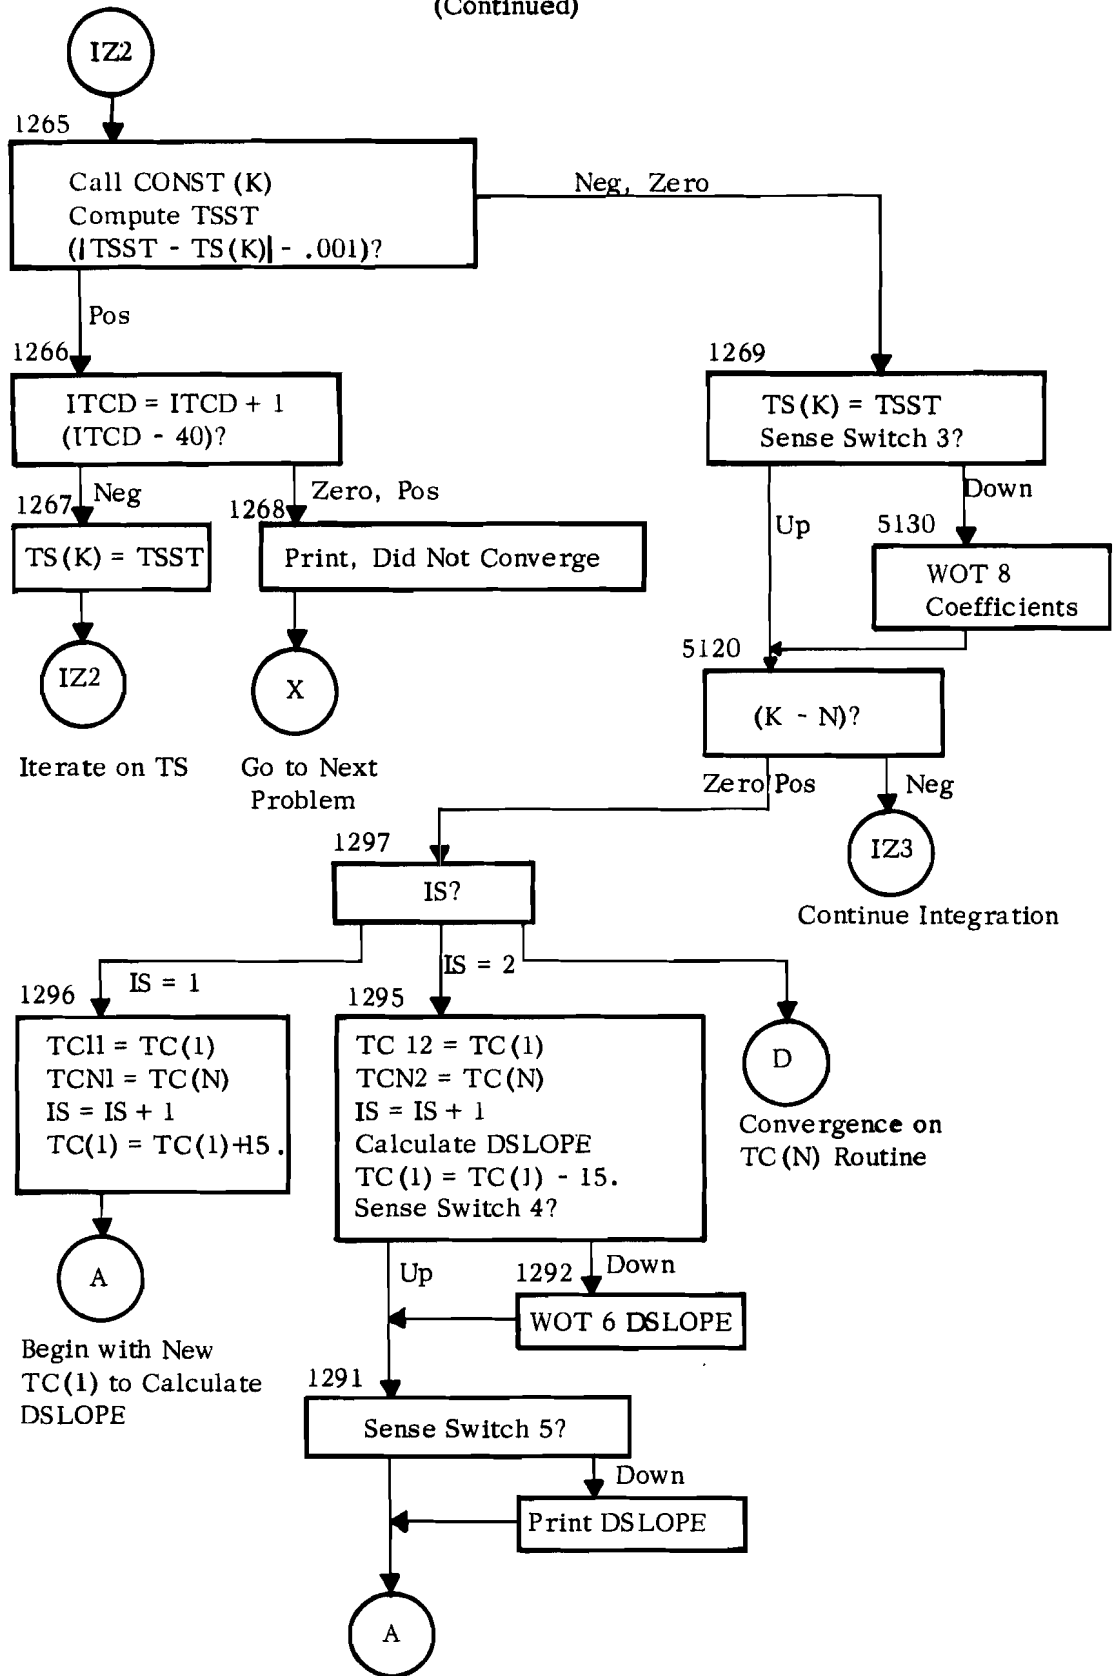 (Continued)
IZ2
1265
Call CONST (K)
Compute TSST
(|TSST - TS(K)| - .001)?
Neg, Zero
Pos
1266
ITCD = ITCD + 1
(ITCD - 40)?
1269
TS(K) = TSST
Sense Switch 3?
Neg
Zero, Pos
1267
TS(K) = TSST
1268
Print, Did Not Converge
Up
Down
5130
WOT 8
Coefficients
IZ2
Iterate on TS
X
Go to Next
Problem
5120
(K - N)?
Zero Pos
Neg
IZ3
Continue Integration
1297
IS?
IS = 1
IS = 2
1296
TC11 = TC(1)
TCN1 = TC(N)
IS = IS + 1
TC(1) = TC(1)+15.
1295
TC 12 = TC(1)
TCN2 = TC(N)
IS = IS + 1
Calculate DSLOPE
TC(1) = TC(1) - 15.
Sense Switch 4?
D
Convergence on
TC(N) Routine
A
Begin with New
TC(1) to Calculate
DSLOPE
Up
Down
1292
WOT 6 DSLOPE
1291
Sense Switch 5?
Down
Print DSLOPE
A